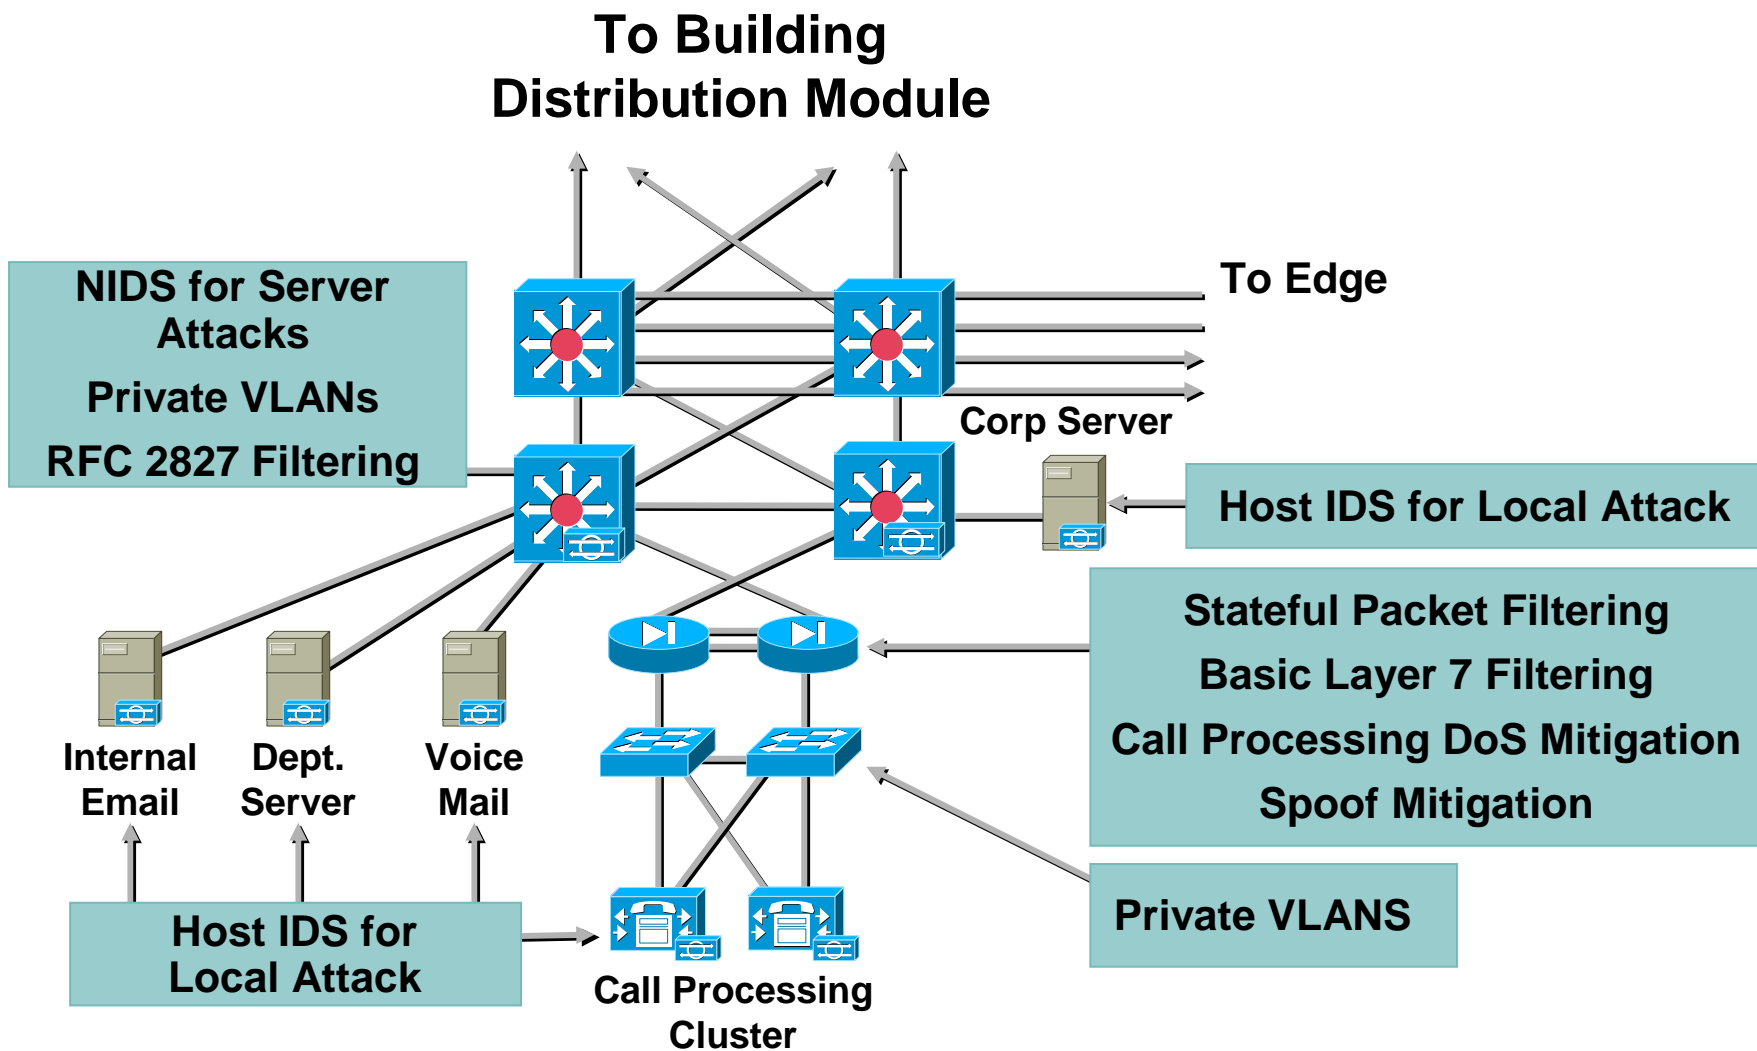 To Building
Distribution Module
NIDS for Server
Attacks
Private VLANs
RFC 2827 Filtering
To Edge
Corp Server
Host IDS for Local Attack
Stateful Packet Filtering
Basic Layer 7 Filtering
Call Processing DoS Mitigation
Spoof Mitigation
Internal
Email
Dept.
Server
Voice
Mail
Private VLANS
Host IDS for
Local Attack
Call Processing
Cluster